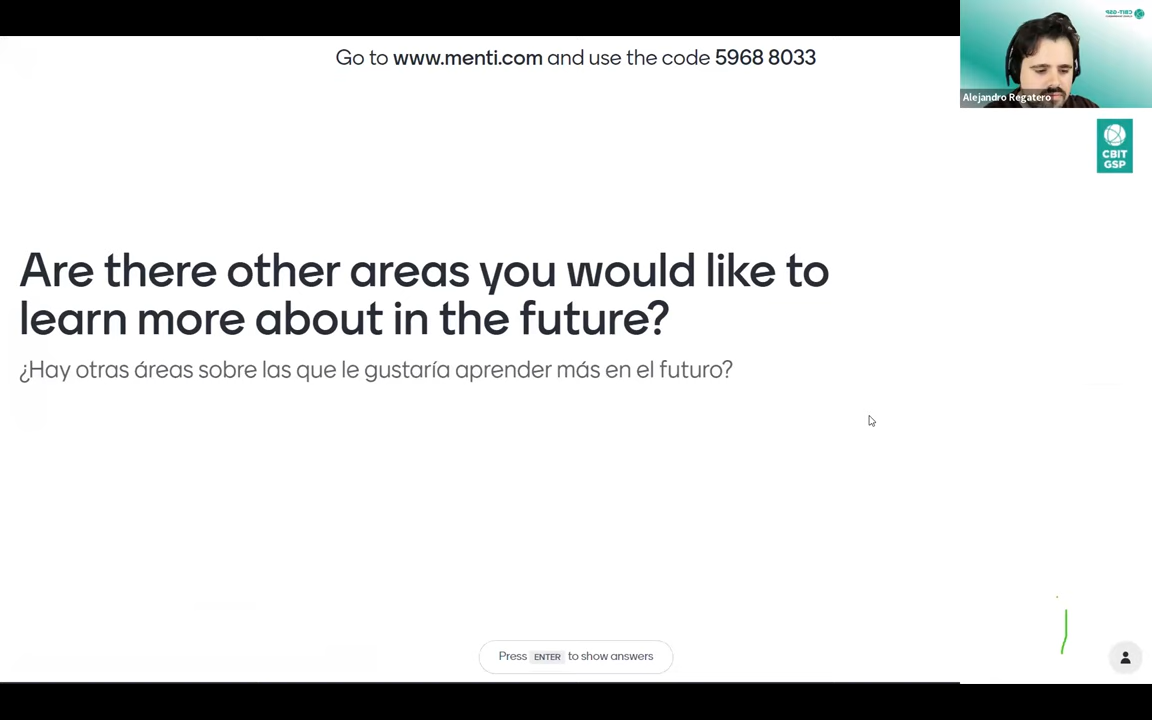 Go to www.menti.com and use the code 5968 8033
Alejandro Regatero
CBIT-GSP
CBIT
GSP
Are there other areas you would like to
learn more about in the future?
¿Hay otras áreas sobre las que le gustaría aprender más en el futuro?
Press ENTER to show answers